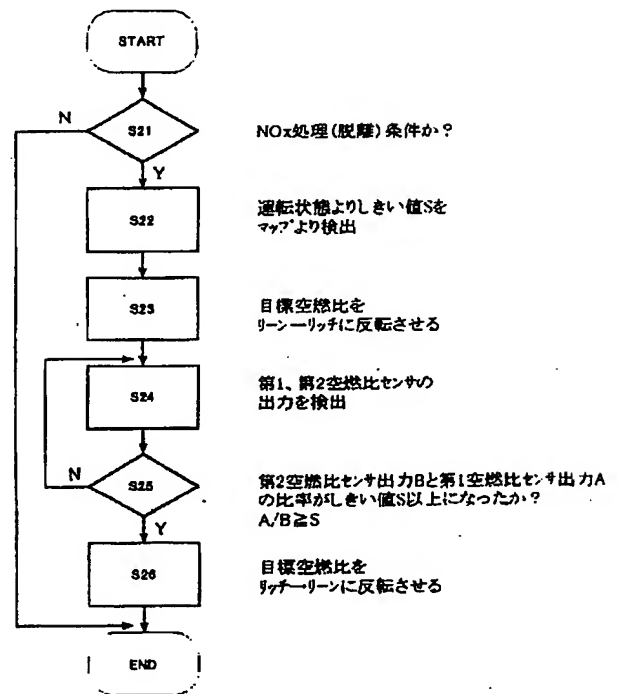 START
N
S21
NOx処理(脱離)条件か？
Y
S22
運転状態よりしきい値Sを
マップより検出
S23
目標空燃比を
リーン→リッチに反転させる
S24
第1、第2空燃比センサの
出力を検出
N
S25
第2空燃比センサ出力Bと第1空燃比センサ出力A
の比率がしきい値S以上になったか？
A/B≧S
Y
S26
目標空燃比を
リッチ→リーンに反転させる
END